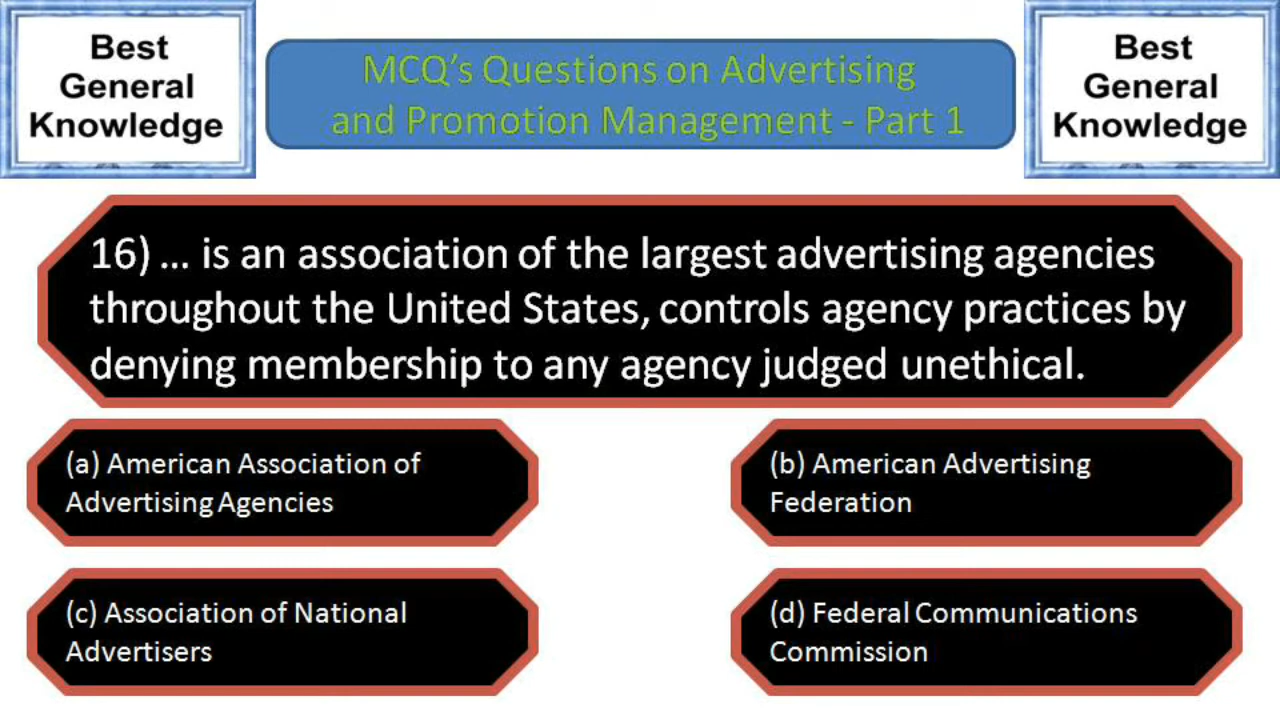 Best
General
Knowledge
MCQ's Questions on Advertising
and Promotion Management - Part 1
Best
General
Knowledge
16) ... is an association of the largest advertising agencies
throughout the United States, controls agency practices by
denying membership to any agency judged unethical.
(a) American Association of
Advertising Agencies
(b) American Advertising
Federation
(c) Association of National
Advertisers
(d) Federal Communications
Commission